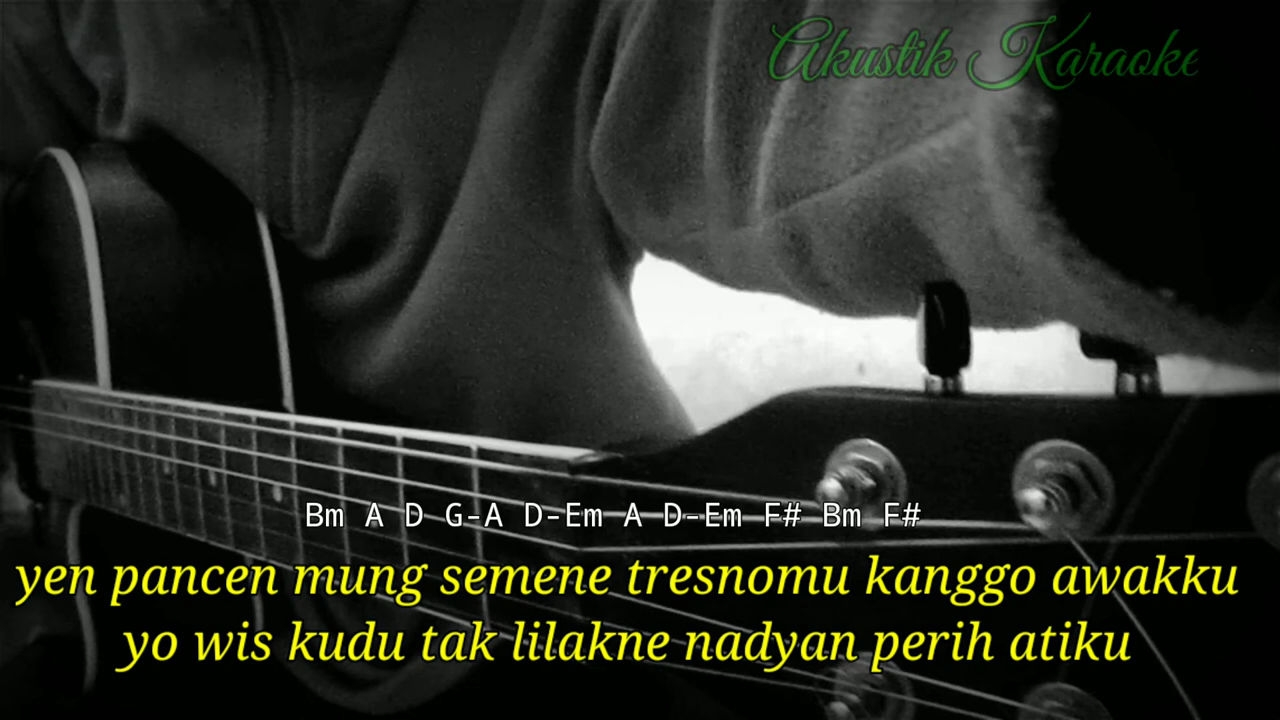 Akustik Karaoke
Bm A D G-A D-Em A D-Em F# Bm F#
yen pancen mung semene tresnomu kanggo awakku
yo wis kudu tak lilakne nadyan perih atiku